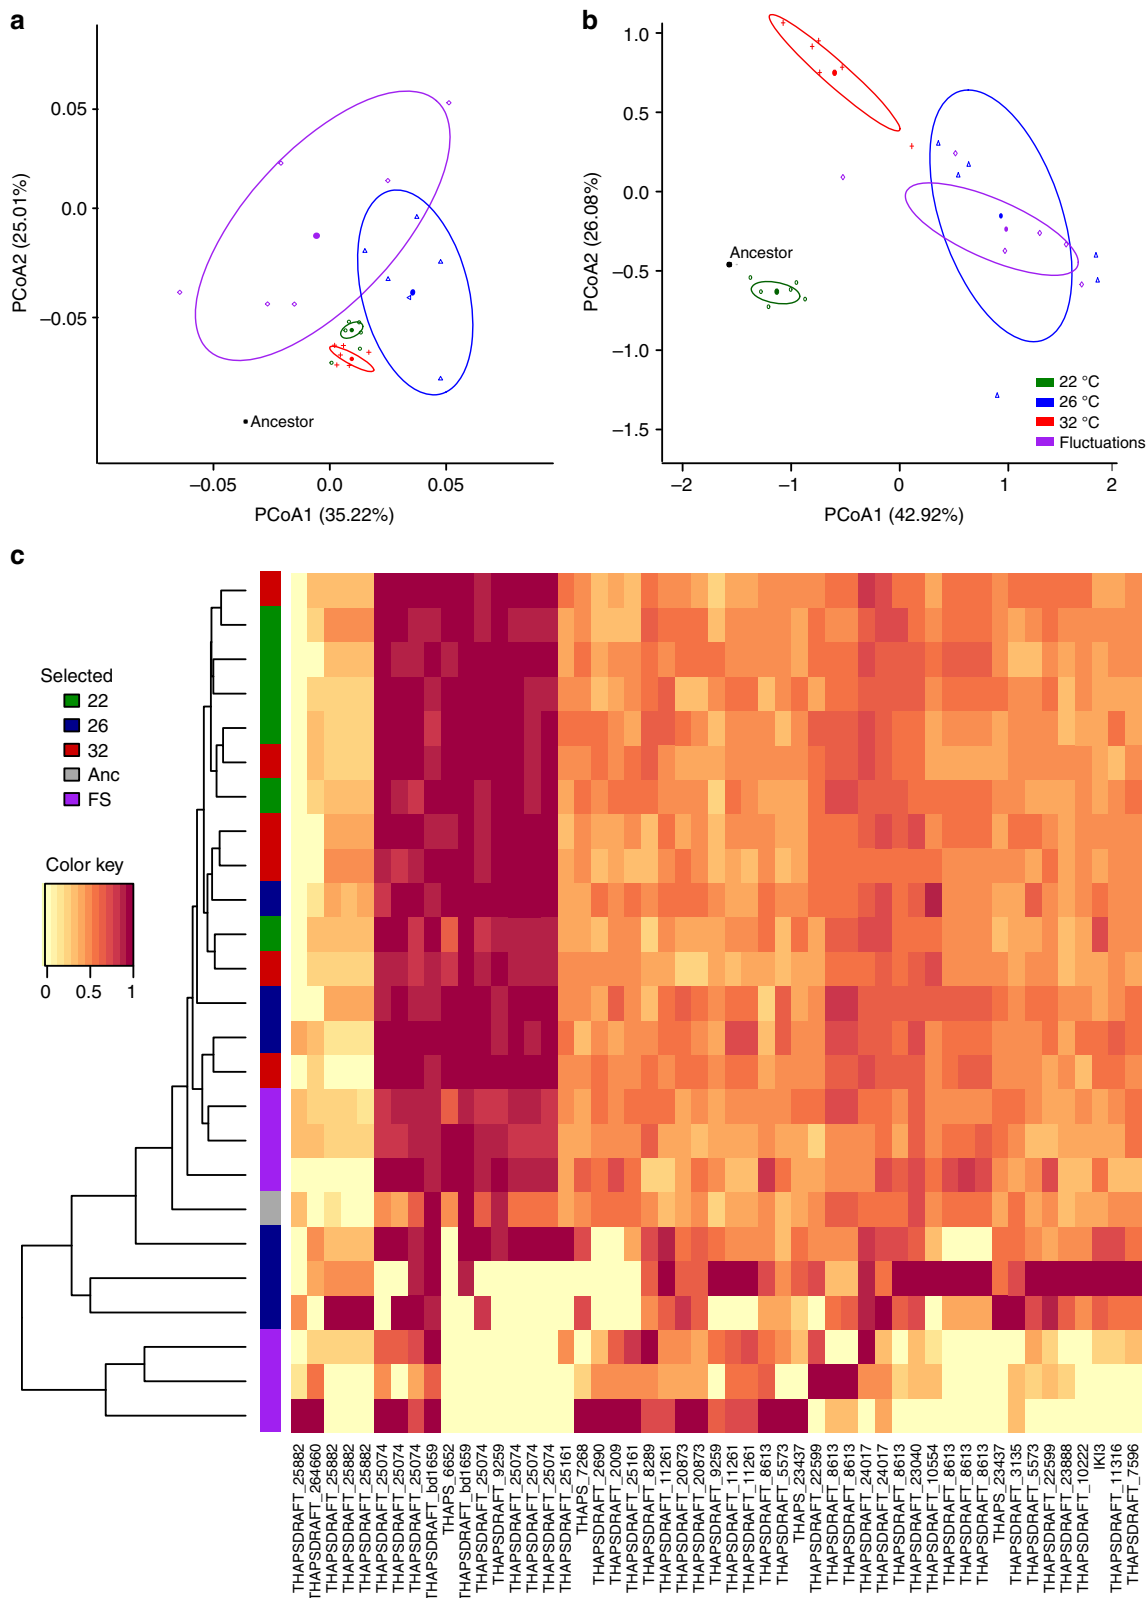 a
0.05
0.0
−0.05
PCoA2 (25.01%)
Ancestor
−0.05
0.0
0.05
PCoA1 (35.22%)
b
1.0
0.5
0.0
−0.5
−1.0
−1.5
PCoA2 (26.08%)
Ancestor
22 °C
26 °C
32 °C
Fluctuations
−2
−1
0
1
2
PCoA1 (42.92%)
c
Selected
22
26
32
Anc
FS
Color key
0
0.5
1
THAPSDRAFT_25882
THAPSDRAFT_264660
THAPSDRAFT_25882
THAPSDRAFT_25882
THAPSDRAFT_25882
THAPSDRAFT_25074
THAPSDRAFT_25074
THAPSDRAFT_25074
THAPSDRAFT_bd1659
THAPS_6652
THAPSDRAFT_bd1659
THAPSDRAFT_25074
THAPSDRAFT_9259
THAPSDRAFT_25074
THAPSDRAFT_25074
THAPSDRAFT_25074
THAPSDRAFT_25161
THAPS_7268
THAPSDRAFT_2690
THAPSDRAFT_2009
THAPSDRAFT_25161
THAPSDRAFT_8289
THAPSDRAFT_11261
THAPSDRAFT_20873
THAPSDRAFT_20873
THAPSDRAFT_9259
THAPSDRAFT_11261
THAPSDRAFT_11261
THAPSDRAFT_8613
THAPSDRAFT_5573
THAPS_23437
THAPSDRAFT_22599
THAPSDRAFT_8613
THAPSDRAFT_8613
THAPSDRAFT_24017
THAPSDRAFT_24017
THAPSDRAFT_8613
THAPSDRAFT_23040
THAPSDRAFT_10554
THAPSDRAFT_8613
THAPSDRAFT_8613
THAPSDRAFT_8613
THAPS_23437
THAPSDRAFT_3135
THAPSDRAFT_5573
THAPSDRAFT_22599
THAPSDRAFT_23888
THAPSDRAFT_10222
IKI3
THAPSDRAFT_11316
THAPSDRAFT_7596